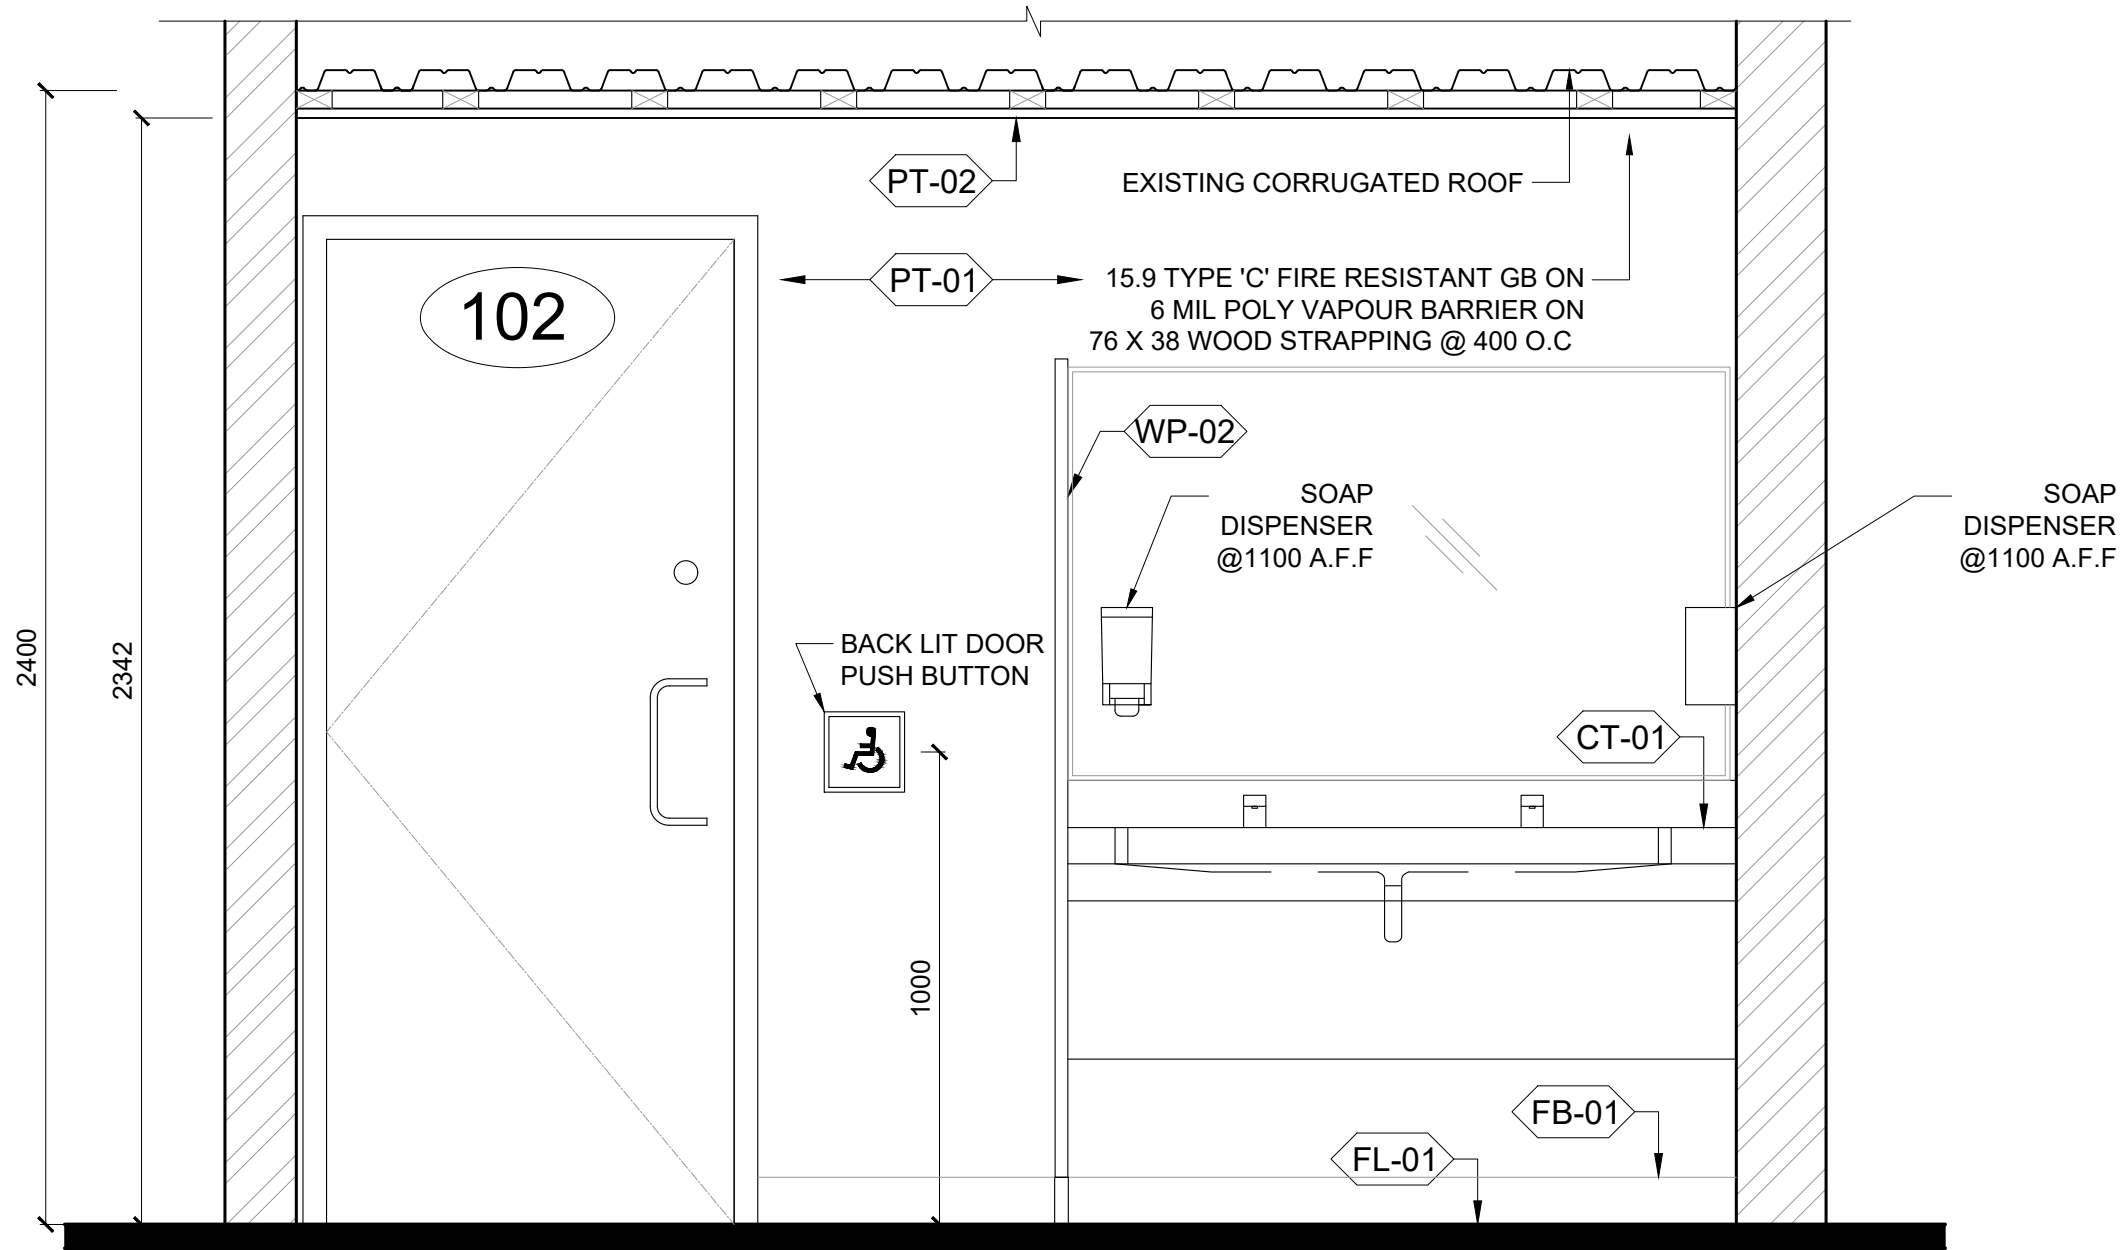 PT-02
EXISTING CORRUGATED ROOF
PT-01
15.9 TYPE 'C' FIRE RESISTANT GB ON
6 MIL POLY VAPOUR BARRIER ON
76 X 38 WOOD STRAPPING @ 400 O.C
102
WP-02
SOAP
DISPENSER
@1100 A.F.F
SOAP
DISPENSER
@1100 A.F.F
2400
2342
BACK LIT DOOR
PUSH BUTTON
CT-01
1000
FB-01
FL-01